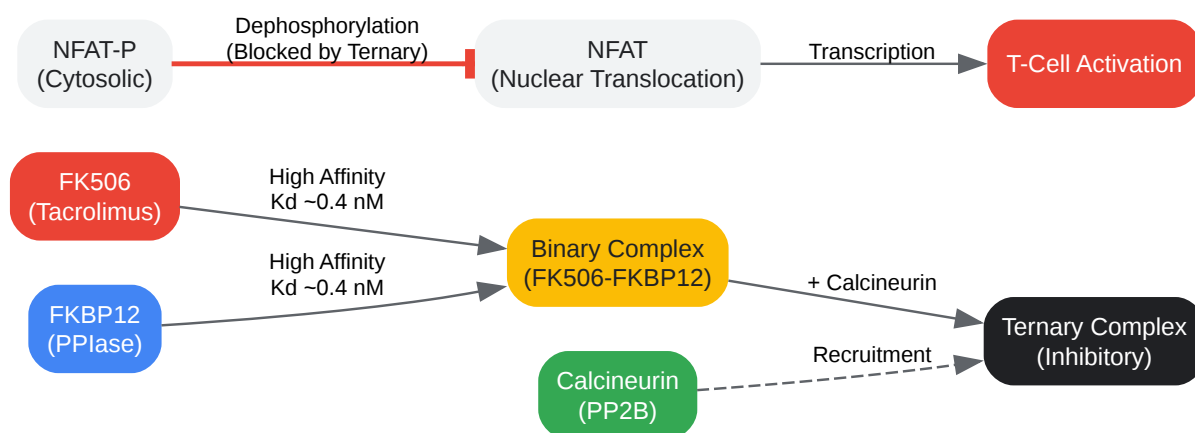 NFAT-P
(Cytosolic)
Dephosphorylation
(Blocked by Ternary)
NFAT
(Nuclear Translocation)
Transcription
T-Cell Activation
FK506
(Tacrolimus)
High Affinity
Kd ~0.4 nM
FKBP12
(PPIase)
High Affinity
Kd ~0.4 nM
Binary Complex
(FK506-FKBP12)
+ Calcineurin
Calcineurin
(PP2B)
Recruitment
Ternary Complex
(Inhibitory)